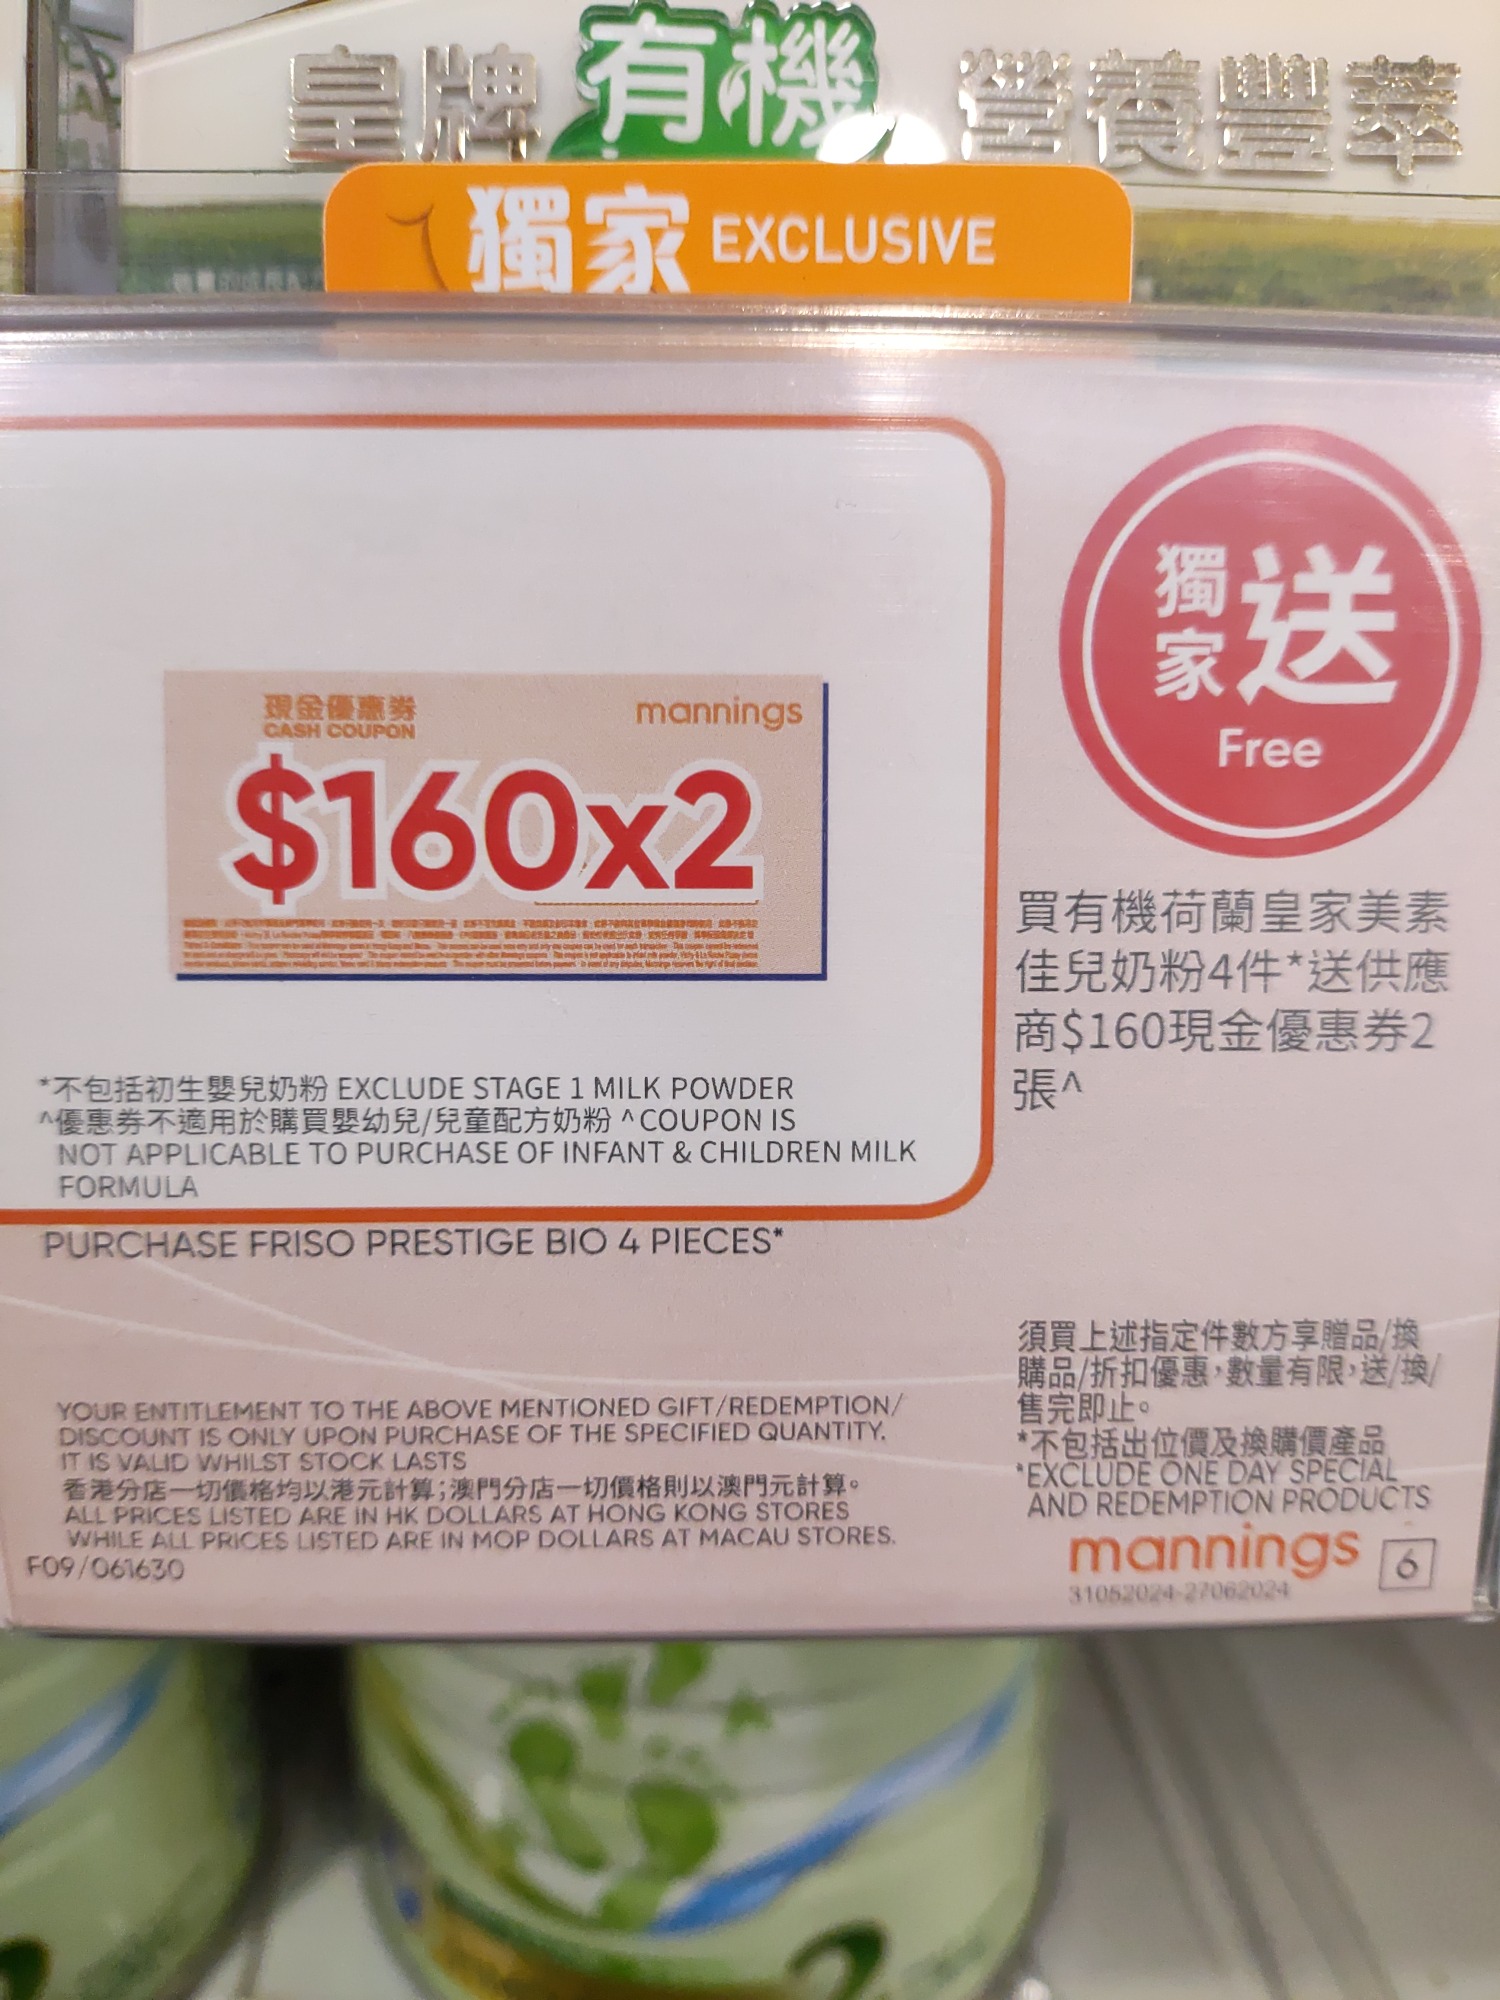 皇牌有機營養豐萃
獨家 EXCLUSIVE
獨家送
Free
現金優惠券
CASH COUPON
mannings
$160x2
買有機荷蘭皇家美素
佳兒奶粉4件*送供應
商$160現金優惠券2
張^
*不包括初生嬰兒奶粉 EXCLUDE STAGE 1 MILK POWDER
^優惠券不適用於購買嬰幼兒/兒童配方奶粉 ^COUPON IS
NOT APPLICABLE TO PURCHASE OF INFANT & CHILDREN MILK
FORMULA
PURCHASE FRISO PRESTIGE BIO 4 PIECES*
須買上述指定件數方享贈品/換
購品/折扣優惠,數量有限,送/換/
售完即止。
*不包括出位價及換購價產品
*EXCLUDE ONE DAY SPECIAL
AND REDEMPTION PRODUCTS
YOUR ENTITLEMENT TO THE ABOVE MENTIONED GIFT/REDEMPTION/
DISCOUNT IS ONLY UPON PURCHASE OF THE SPECIFIED QUANTITY.
IT IS VALID WHILST STOCK LASTS
香港分店一切價格均以港元計算;澳門分店一切價格則以澳門元計算。
ALL PRICES LISTED ARE IN HK DOLLARS AT HONG KONG STORES
WHILE ALL PRICES LISTED ARE IN MOP DOLLARS AT MACAU STORES.
F09/061630
mannings 6
31052024-27062024